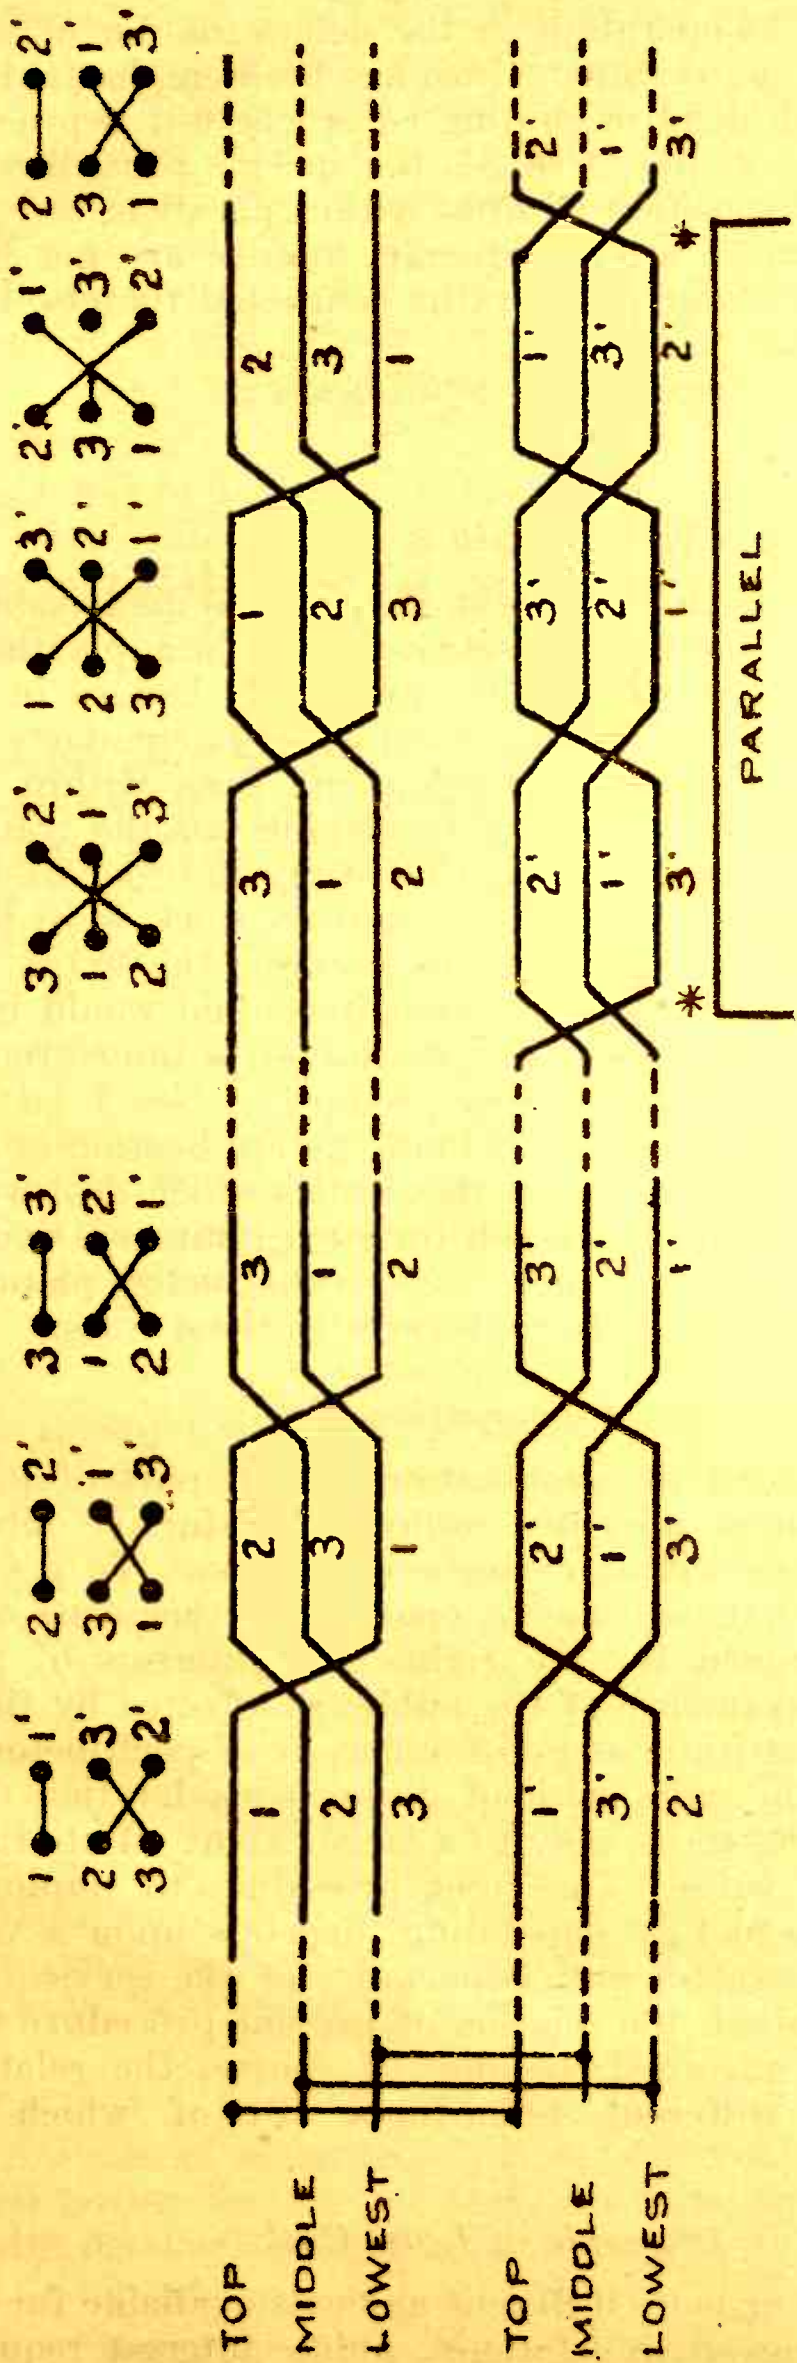 1 1' 2 2' 3 3' 3 2' 1 3' 2' 1' 2 2'
2 3' 3 1' 1 2' 1 1' 2 2' 3 3' 3 1'
3 2' 1 3' 2 1' 2 3' 3 1' 1 2' 1 3'
TOP 1 2 3 3 1 2
MIDDLE 2 3 1 1 2 3
LOWEST 3 1 2 2 3 1
TOP 1' 2' 3' 2' 3' 1' 2'
MIDDLE 3' 1' 2' 1' 2' 3' 1'
LOWEST 2' 3' 1' 3' 1' 2' 3'
* *
PARALLEL